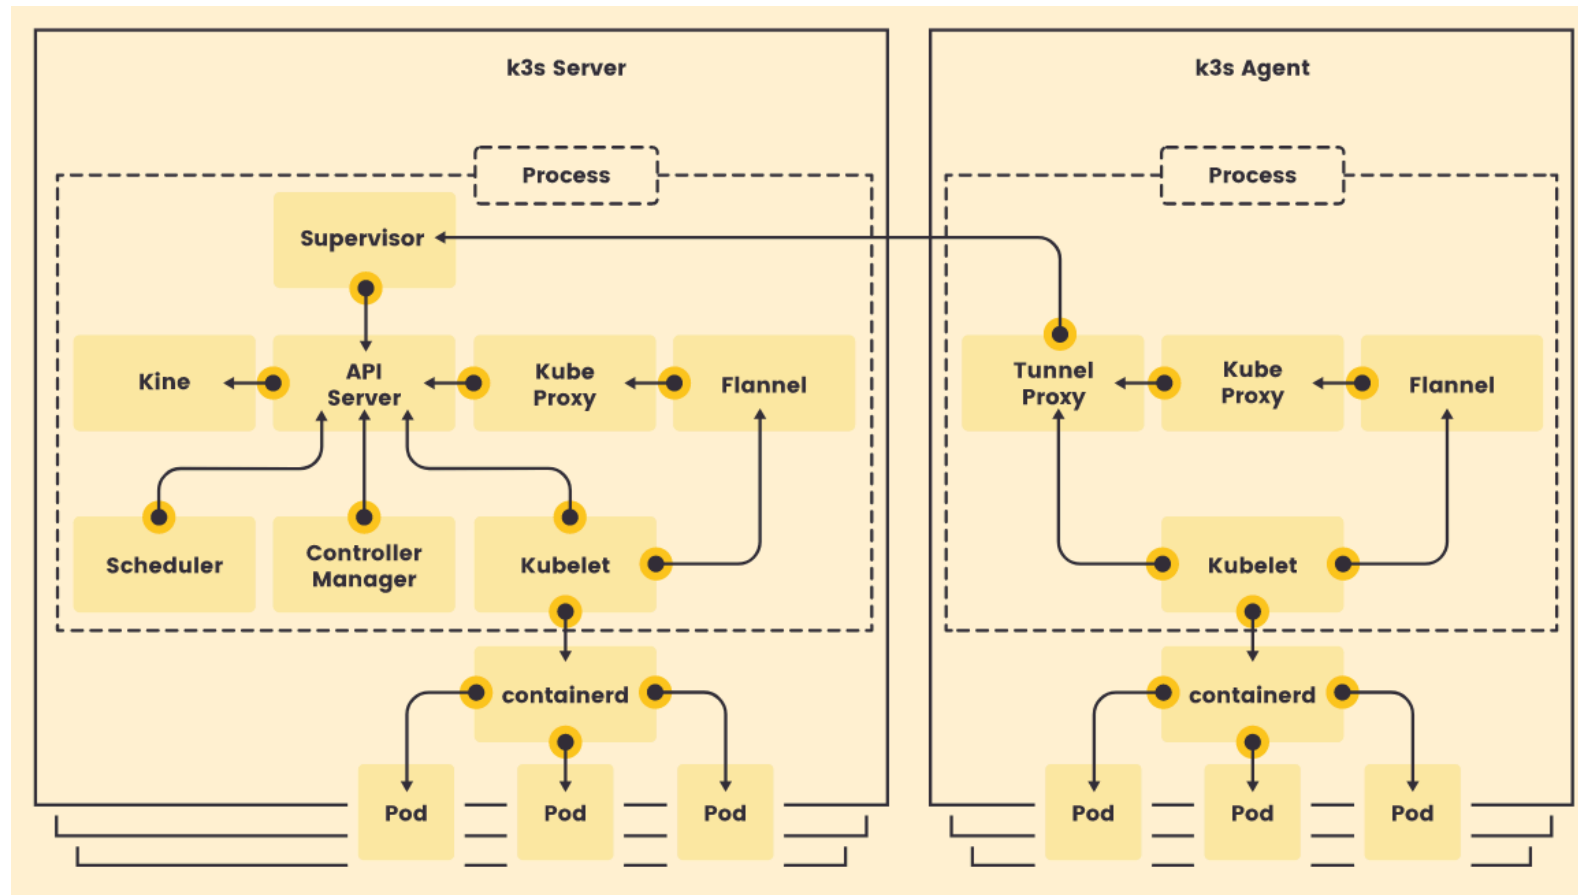 k3s Server
k3s Agent
Process
Process
Supervisor
Kine
API
Server
Kube
Proxy
Flannel
Tunnel
Proxy
Kube
Proxy
Flannel
Scheduler
Controller
Manager
Kubelet
Kubelet
containerd
containerd
Pod
Pod
Pod
Pod
Pod
Pod